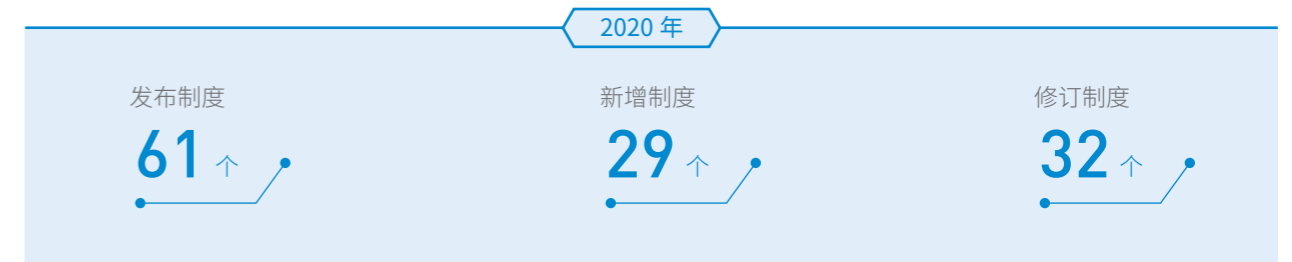 2020 年
发布制度
61 个
新增制度
29 个
修订制度
32 个